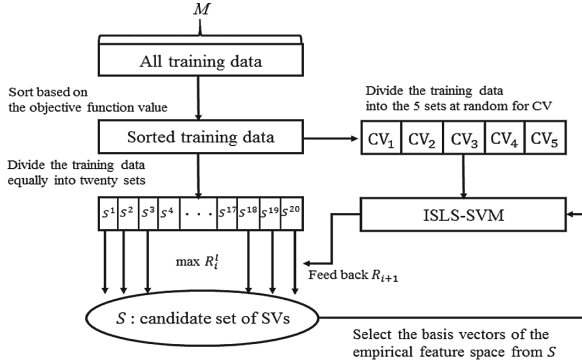 M
All training data
Sort based on
the objective function value
Divide the training data
into the 5 sets at random for CV
Sorted training data
CV₁ CV₂ CV₃ CV₄ CV₅
Divide the training data
equally into twenty sets
S¹ S² S³ S⁴ · · · S¹⁷ S¹⁸ S¹⁹ S²⁰
ISLS-SVM
max Rᵢˡ
Feed back Rᵢ₊₁
S : candidate set of SVs
Select the basis vectors of the
empirical feature space from S